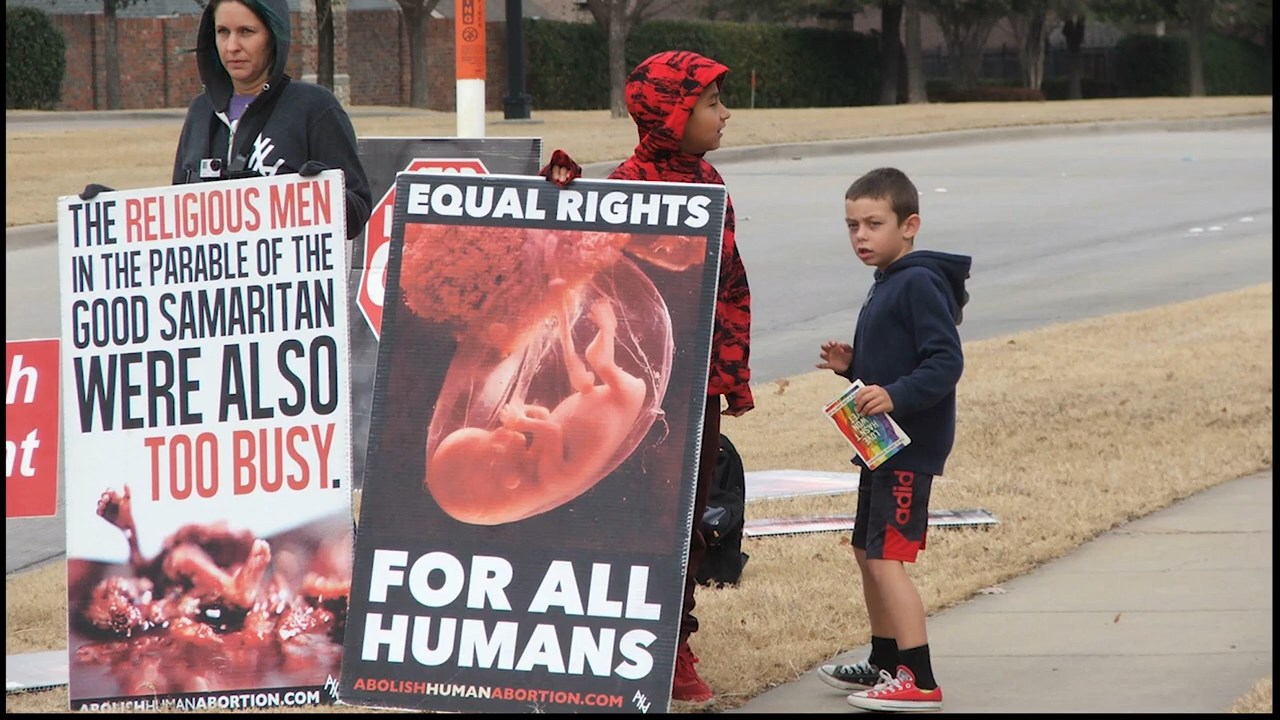 THE RELIGIOUS MEN
IN THE PARABLE OF THE
GOOD SAMARITAN
WERE ALSO
TOO BUSY.
ABOLISHHUMANABORTION.COM
EQUAL RIGHTS
FOR ALL
HUMANS
ABOLISHHUMANABORTION.COM
h
nt
adid